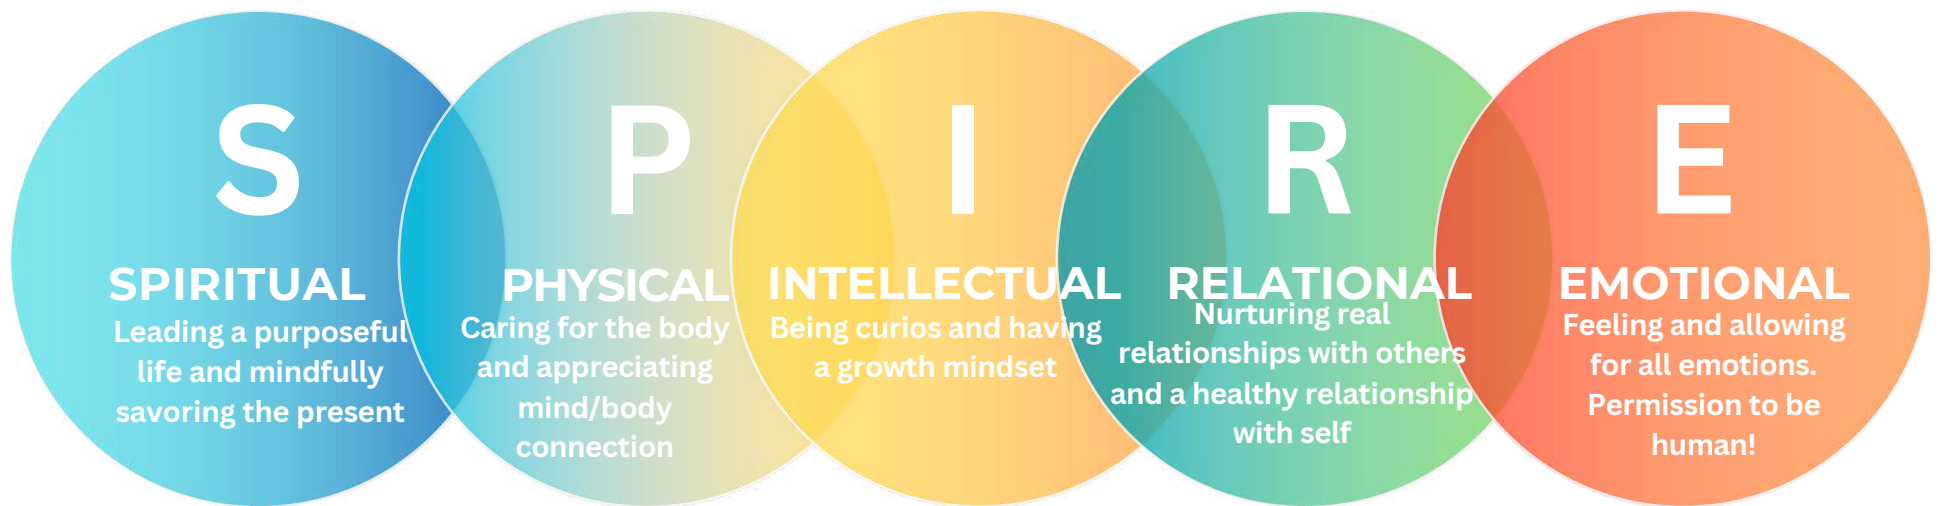 S
SPIRITUAL
Leading a purposeful
life and mindfully
savoring the present
P
PHYSICAL
Caring for the body
and appreciating
mind/body
connection
I
INTELLECTUAL
Being curios and having
a growth mindset
R
RELATIONAL
Nurturing real
relationships with others
and a healthy relationship
with self
E
EMOTIONAL
Feeling and allowing
for all emotions.
Permission to be
human!